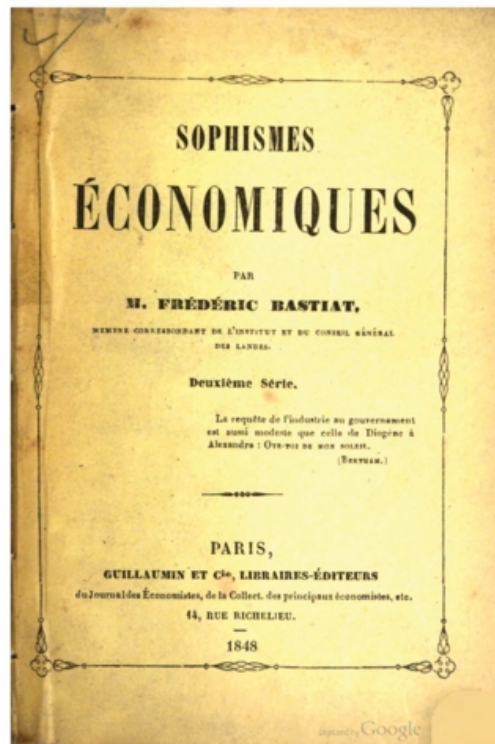 SOPHISMES
ÉCONOMIQUES
PAR
M. FRÉDÉRIC BASTIAT,
MEMBRE CORRESPONDANT DE L'INSTITUT ET DU CONSEIL GÉNÉRAL
DES LANDES.
Deuxième Série.
La requête de l'industrie au gouvernement
est aussi modeste que celle de Diogène à
Alexandre : OTE-TOI DE MON SOLEIL.
(BENTHAM.)
PARIS,
GUILLAUMIN ET Cie, LIBRAIRES-ÉDITEURS
du Journal des Économistes, de la Collect. des principaux économistes, etc.
14, RUE RICHELIEU.
1848
Digitized by Google